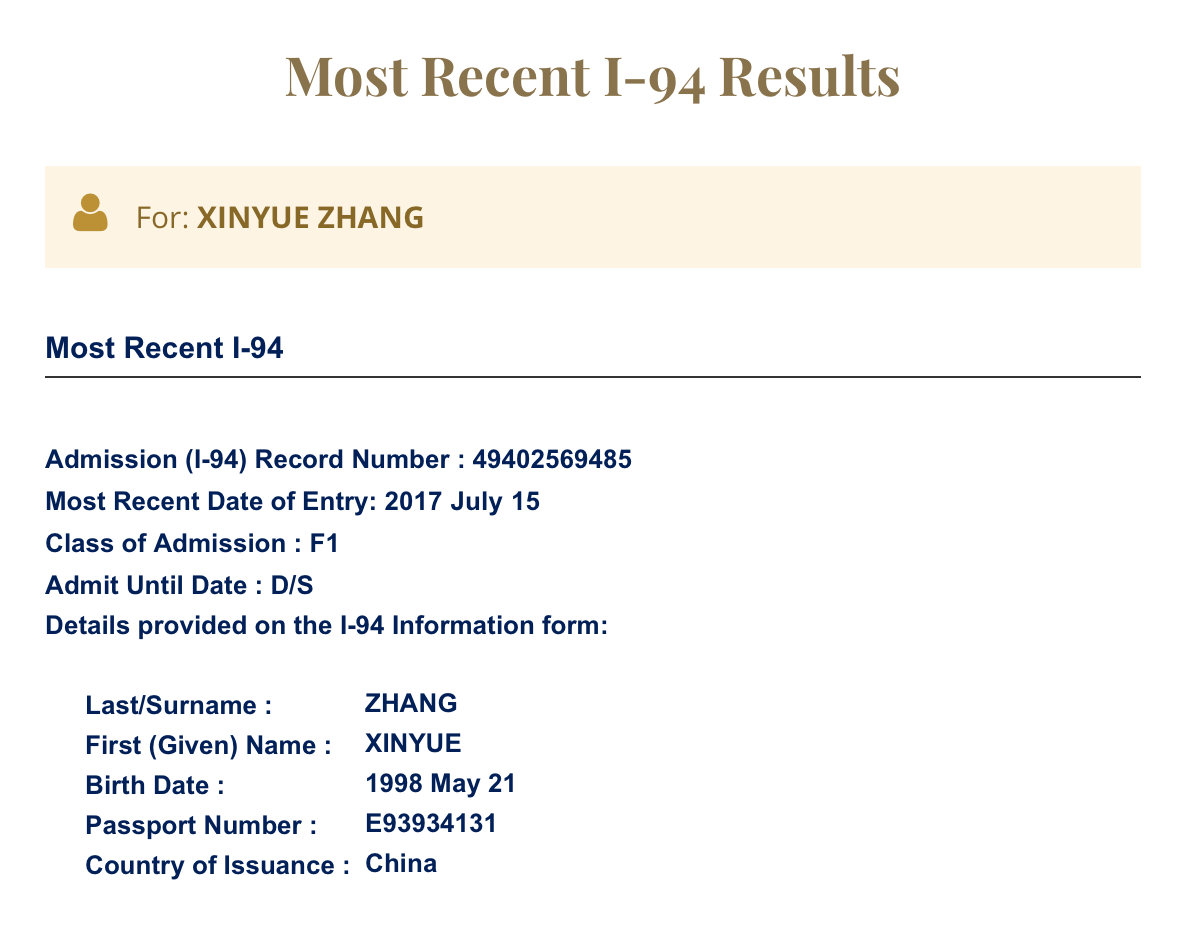 Most Recent I-94 Results
For: XINYUE ZHANG
Most Recent I-94
Admission (I-94) Record Number : 49402569485
Most Recent Date of Entry: 2017 July 15
Class of Admission : F1
Admit Until Date : D/S
Details provided on the I-94 Information form:
Last/Surname : ZHANG
First (Given) Name : XINYUE
Birth Date : 1998 May 21
Passport Number : E93934131
Country of Issuance : China